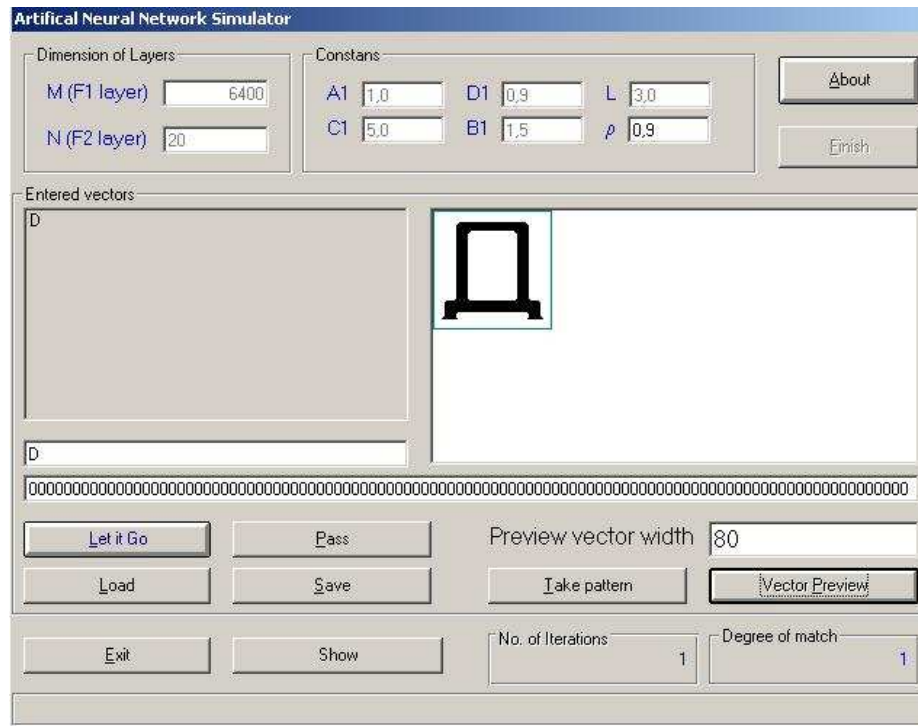 Artifical Neural Network Simulator
Dimension of Layers
M (F1 layer) 6400
N (F2 layer) 20
Constans
A1 1,0 D1 0,9 L 3,0
C1 5,0 B1 1,5 ρ 0,9
About
Finish
Entered vectors
D
D
Let it Go
Pass
Preview vector width 80
Load
Save
Take pattern
Vector Preview
Exit
Show
No. of Iterations
1
Degree of match
1